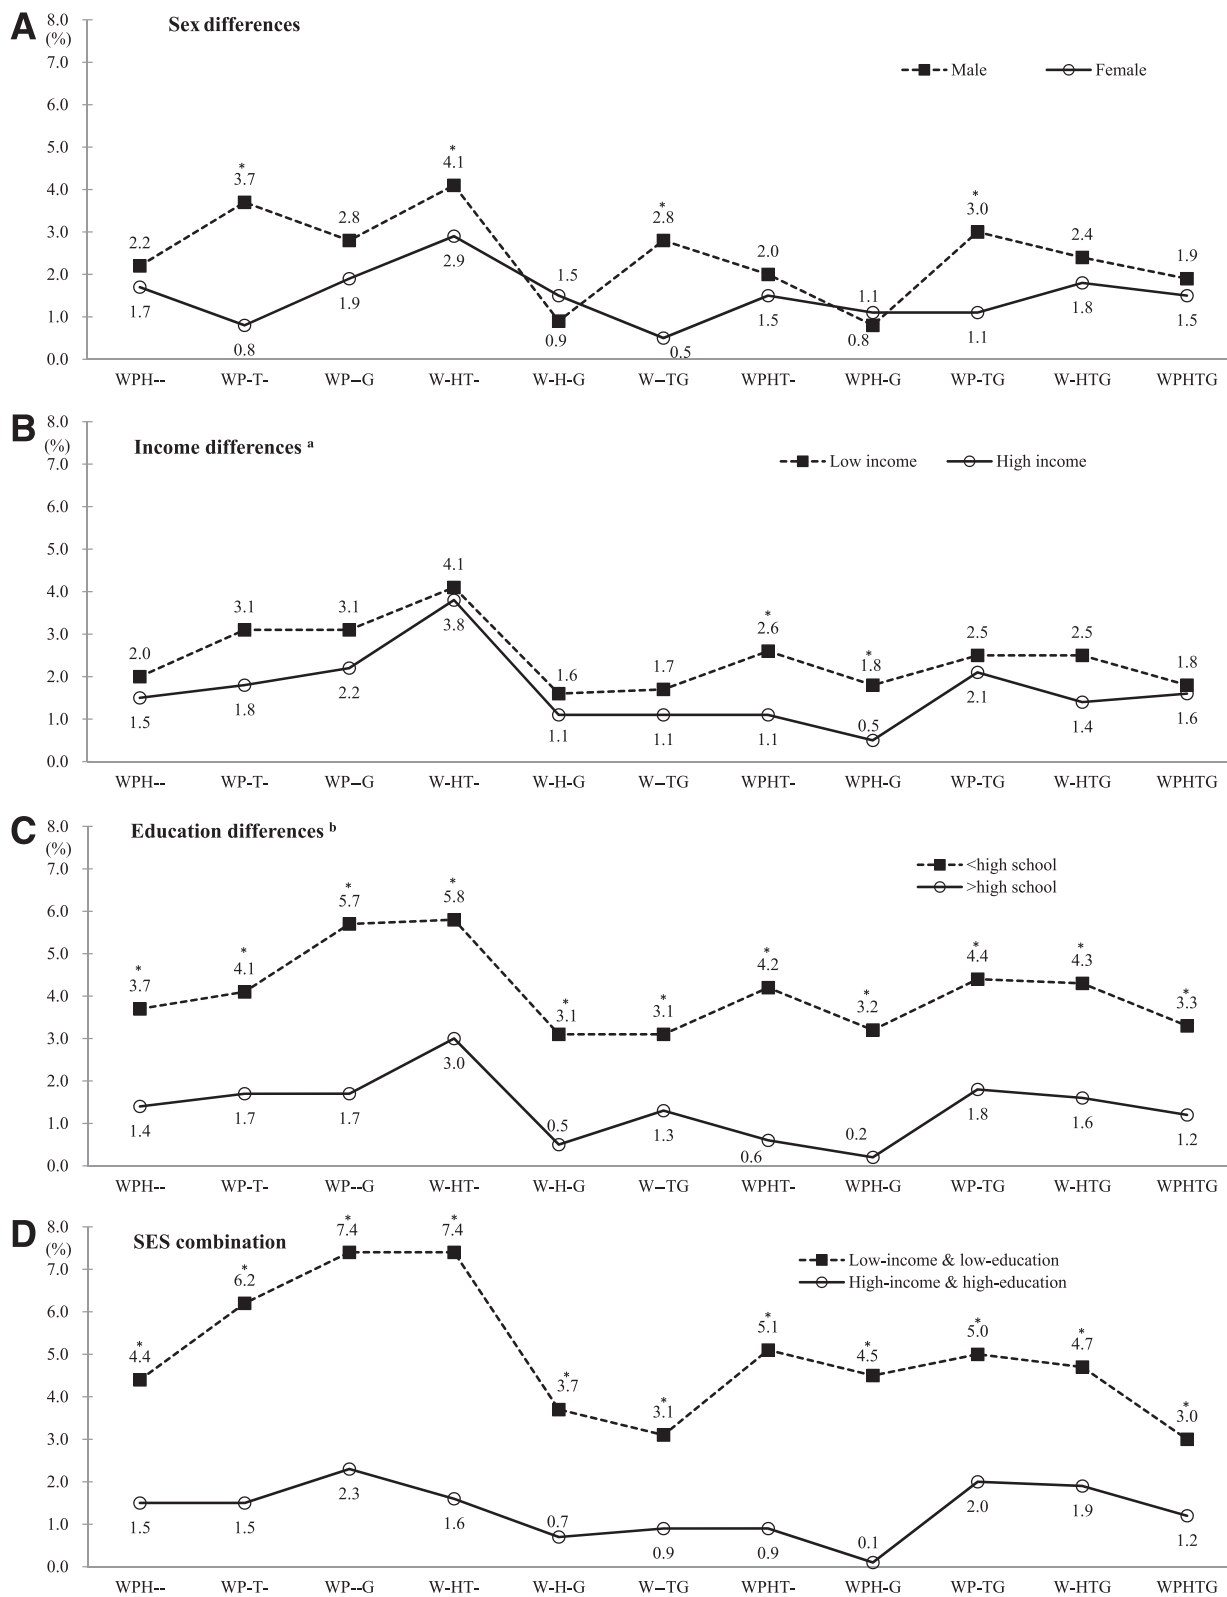 A
Sex differences
8.0
(%)
7.0
6.0
5.0
4.0
3.0
2.0
1.0
0.0
Male Female
* * * *
2.2 3.7 2.8 4.1 0.9 2.8 2.0 0.8 3.0 2.4 1.9
1.7 0.8 1.9 2.9 1.5 0.5 1.5 1.1 1.1 1.8 1.5
WPH-- WP-T- WP--G W-HT- W-H-G W--TG WPHT- WPH-G WP-TG W-HTG WPHTG
B
Income differences a
8.0
(%)
7.0
6.0
5.0
4.0
3.0
2.0
1.0
0.0
Low income High income
* *
2.0 3.1 3.1 4.1 1.6 1.7 2.6 1.8 2.5 2.5 1.8
1.5 1.8 2.2 3.8 1.1 1.1 1.1 0.5 2.1 1.4 1.6
WPH-- WP-T- WP--G W-HT- W-H-G W--TG WPHT- WPH-G WP-TG W-HTG WPHTG
C
Education differences b
8.0
(%)
7.0
6.0
5.0
4.0
3.0
2.0
1.0
0.0
<high school
>high school
* * * * * * * * * * *
3.7 4.1 5.7 5.8 3.1 3.1 4.2 3.2 4.4 4.3 3.3
1.4 1.7 1.7 3.0 0.5 1.3 0.6 0.2 1.8 1.6 1.2
WPH-- WP-T- WP--G W-HT- W-H-G W--TG WPHT- WPH-G WP-TG W-HTG WPHTG
D
SES combination
8.0
(%)
7.0
6.0
5.0
4.0
3.0
2.0
1.0
0.0
Low-income & low-education
High-income & high-education
* * * * * * * * * * *
4.4 6.2 7.4 7.4 3.7 3.1 5.1 4.5 5.0 4.7 3.0
1.5 1.5 2.3 1.6 0.7 0.9 0.9 0.1 2.0 1.9 1.2
WPH-- WP-T- WP--G W-HT- W-H-G W--TG WPHT- WPH-G WP-TG W-HTG WPHTG